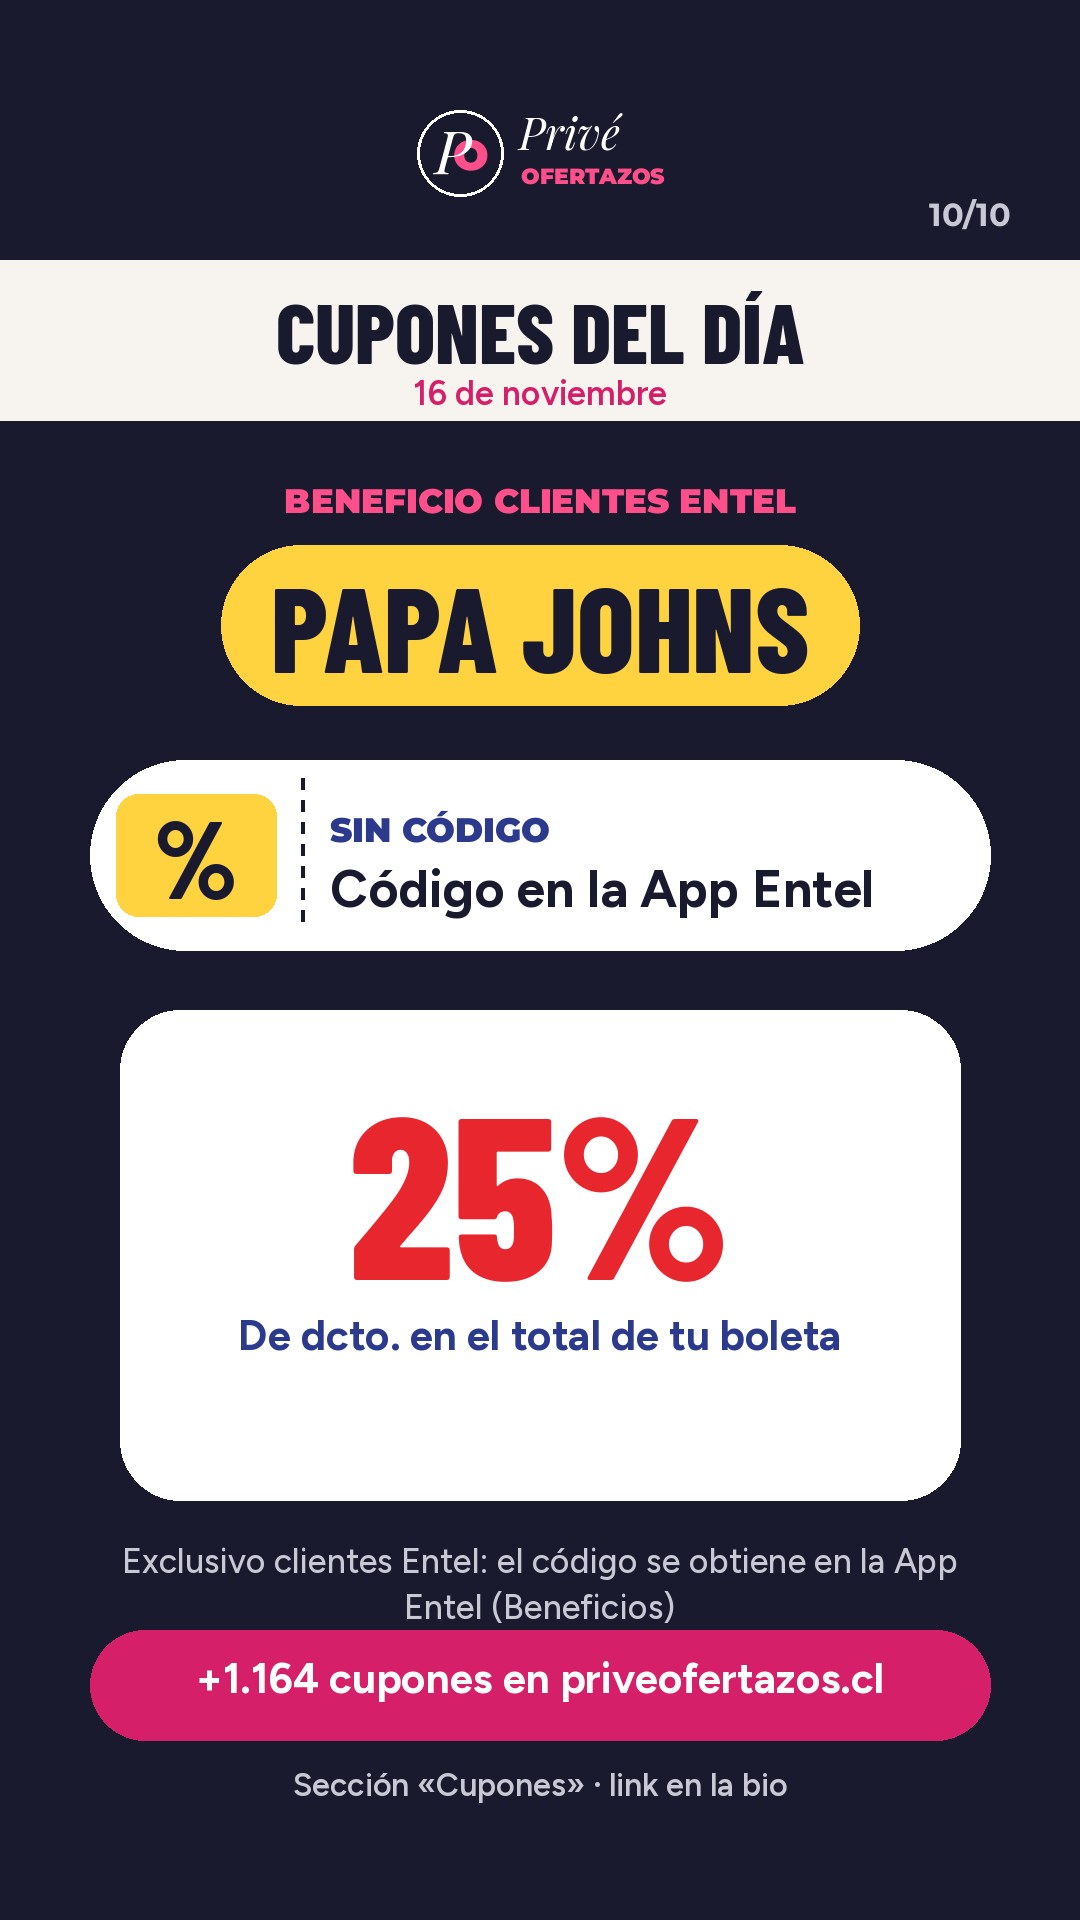 Po Privé
OFERTAZOS
10/10
CUPONES DEL DÍA
16 de noviembre
BENEFICIO CLIENTES ENTEL
PAPA JOHNS
%
SIN CÓDIGO
Código en la App Entel
25%
De dcto. en el total de tu boleta
Exclusivo clientes Entel: el código se obtiene en la App
Entel (Beneficios)
+1.164 cupones en priveofertazos.cl
Sección «Cupones» · link en la bio